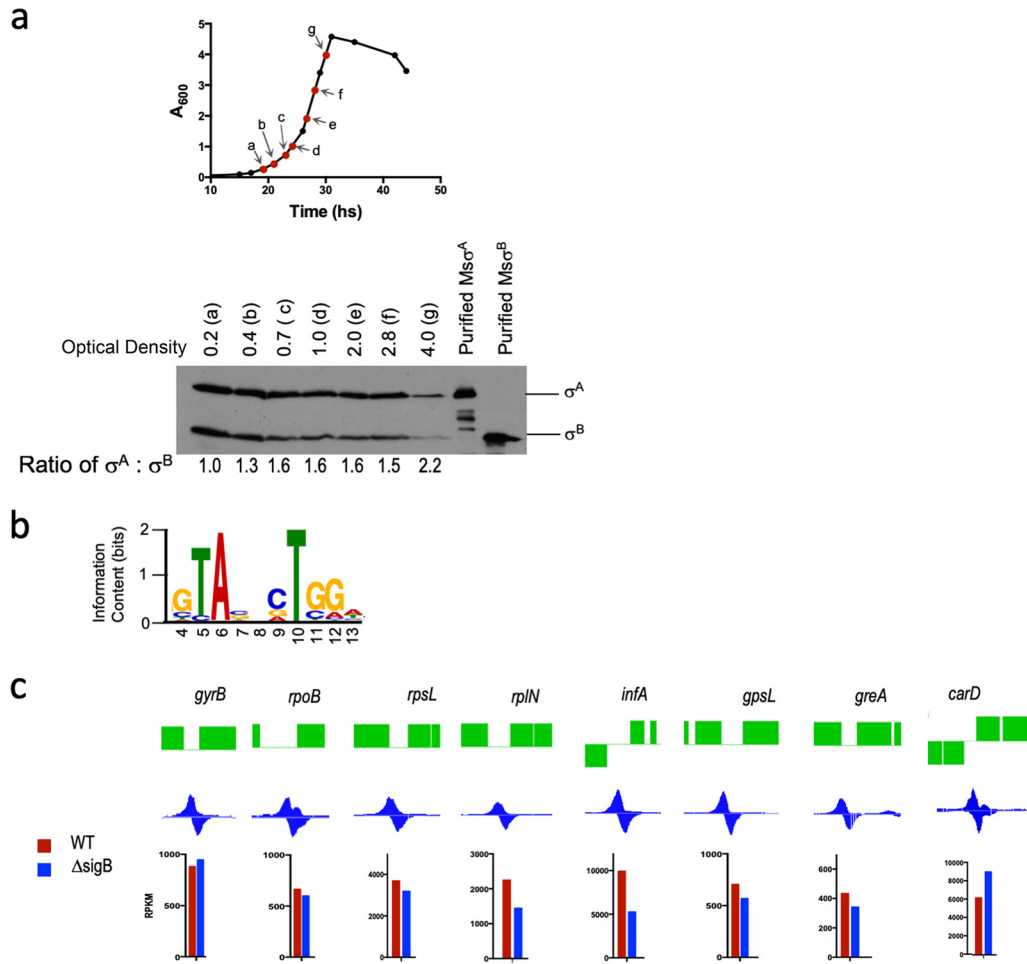 a
5
4
3
2
1
0
A600
10 20 30 40 50
Time (hs)
a
b
c
d
e
f
g
Optical Density
0.2 (a)
0.4 (b)
0.7 ( c)
1.0 (d)
2.0 (e)
2.8 (f)
4.0 (g)
Purified MsσA
Purified MsσB
σA
σB
Ratio of σA : σB 1.0 1.3 1.6 1.6 1.6 1.5 2.2
b
Information
Content (bits)
2
1
0
4 5 6 7 8 9 10 11 12 13
c
gyrB rpoB rpsL rplN infA gpsL greA carD
WT
ΔsigB
RPKM
1000
500
0
1000
500
0
4000
2000
0
3000
2000
1000
0
10000
5000
0
1000
500
0
600
400
200
0
10000
8000
6000
4000
2000
0